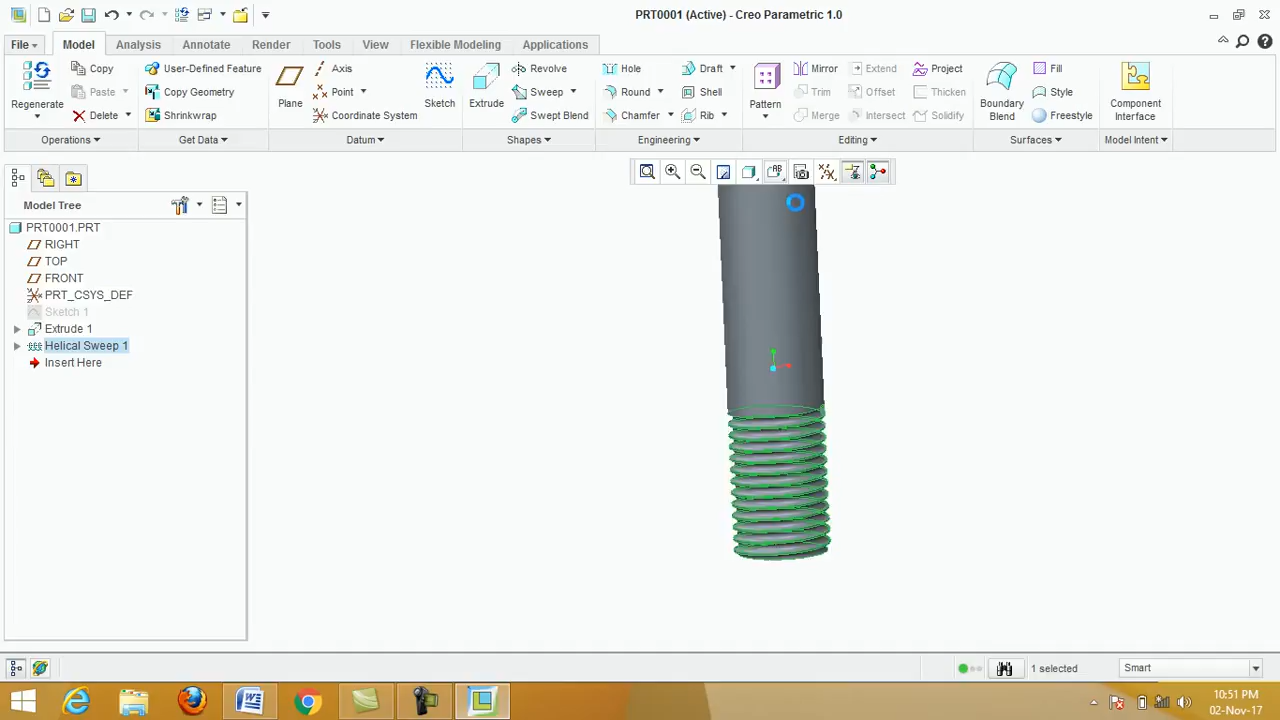 PRT0001 (Active) - Creo Parametric 1.0
File Model Analysis Annotate Render Tools View Flexible Modeling Applications
Regenerate
Copy
Paste
Delete
Operations
User-Defined Feature
Copy Geometry
Shrinkwrap
Get Data
Plane
Axis
Point
Coordinate System
Sketch
Datum
Extrude
Revolve
Sweep
Swept Blend
Shapes
Hole
Round
Chamfer
Draft
Shell
Rib
Engineering
Pattern
Mirror
Trim
Merge
Extend
Offset
Intersect
Project
Thicken
Solidify
Editing
Boundary
Blend
Fill
Style
Freestyle
Surfaces
Component
Interface
Model Intent
Model Tree
PRT0001.PRT
RIGHT
TOP
FRONT
PRT_CSYS_DEF
Sketch 1
Extrude 1
Helical Sweep 1
Insert Here
1 selected
Smart
10:51 PM
02-Nov-17